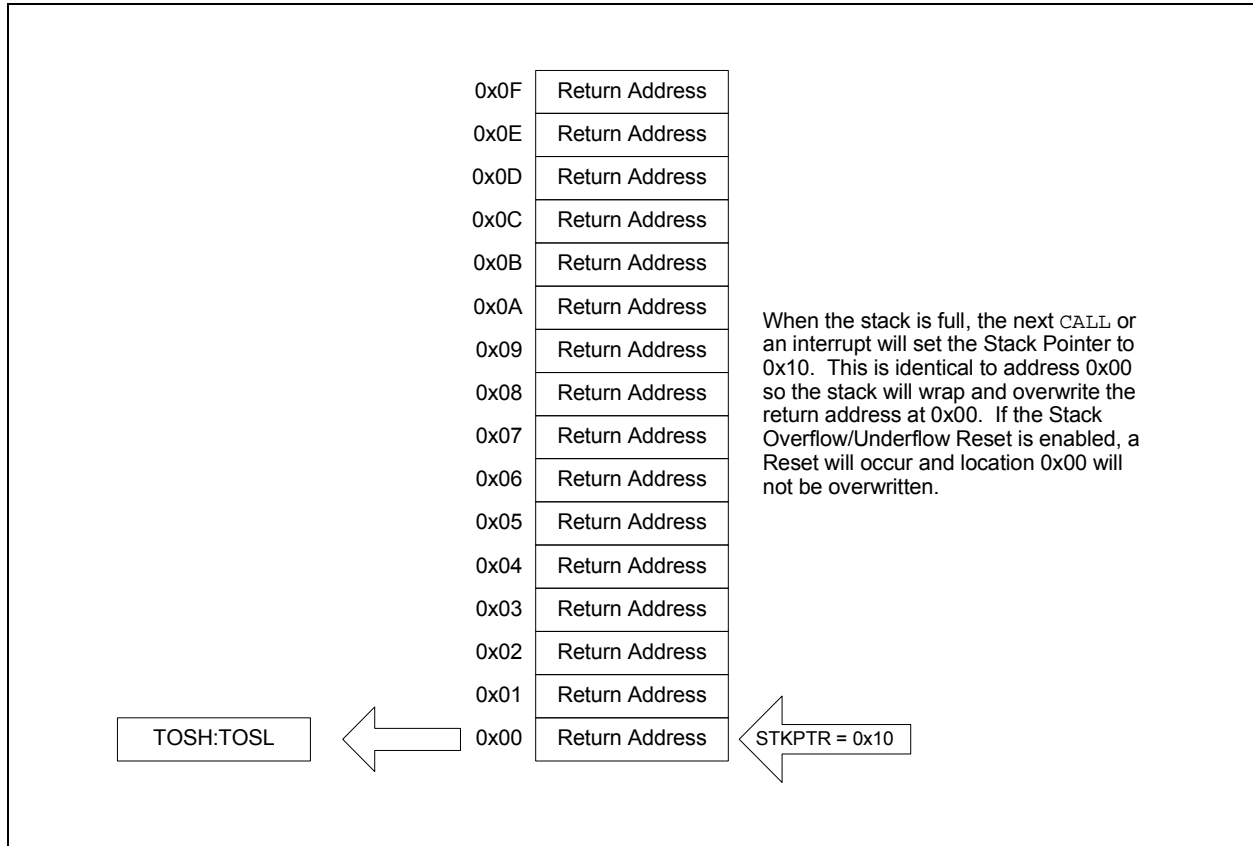 0x0F Return Address
0x0E Return Address
0x0D Return Address
0x0C Return Address
0x0B Return Address
0x0A Return Address
0x09 Return Address
0x08 Return Address
0x07 Return Address
0x06 Return Address
0x05 Return Address
0x04 Return Address
0x03 Return Address
0x02 Return Address
0x01 Return Address
TOSH:TOSL 0x00 Return Address STKPTR = 0x10
When the stack is full, the next CALL or
an interrupt will set the Stack Pointer to
0x10. This is identical to address 0x00
so the stack will wrap and overwrite the
return address at 0x00. If the Stack
Overflow/Underflow Reset is enabled, a
Reset will occur and location 0x00 will
not be overwritten.